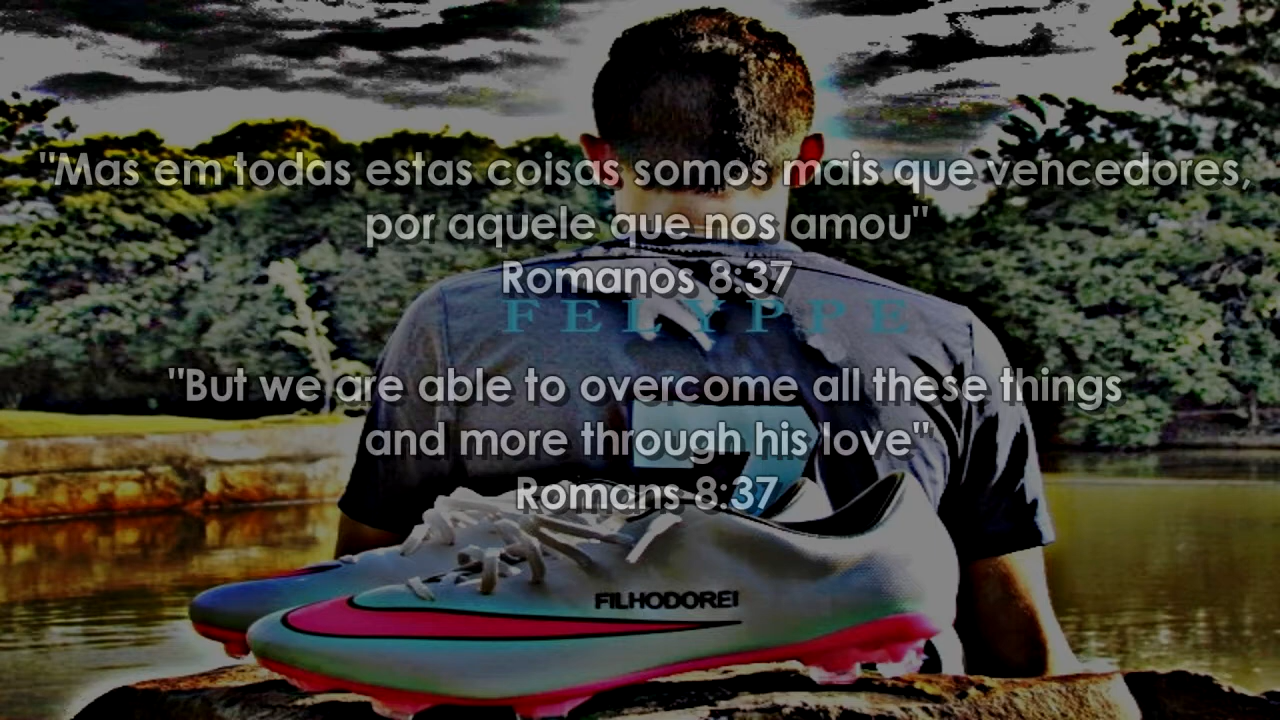 "Mas em todas estas coisas somos mais que vencedores,
por aquele que nos amou"
Romanos 8:37
FELYPPE
"But we are able to overcome all these things
and more through his love"
Romans 8:37
7
FILHODOREI